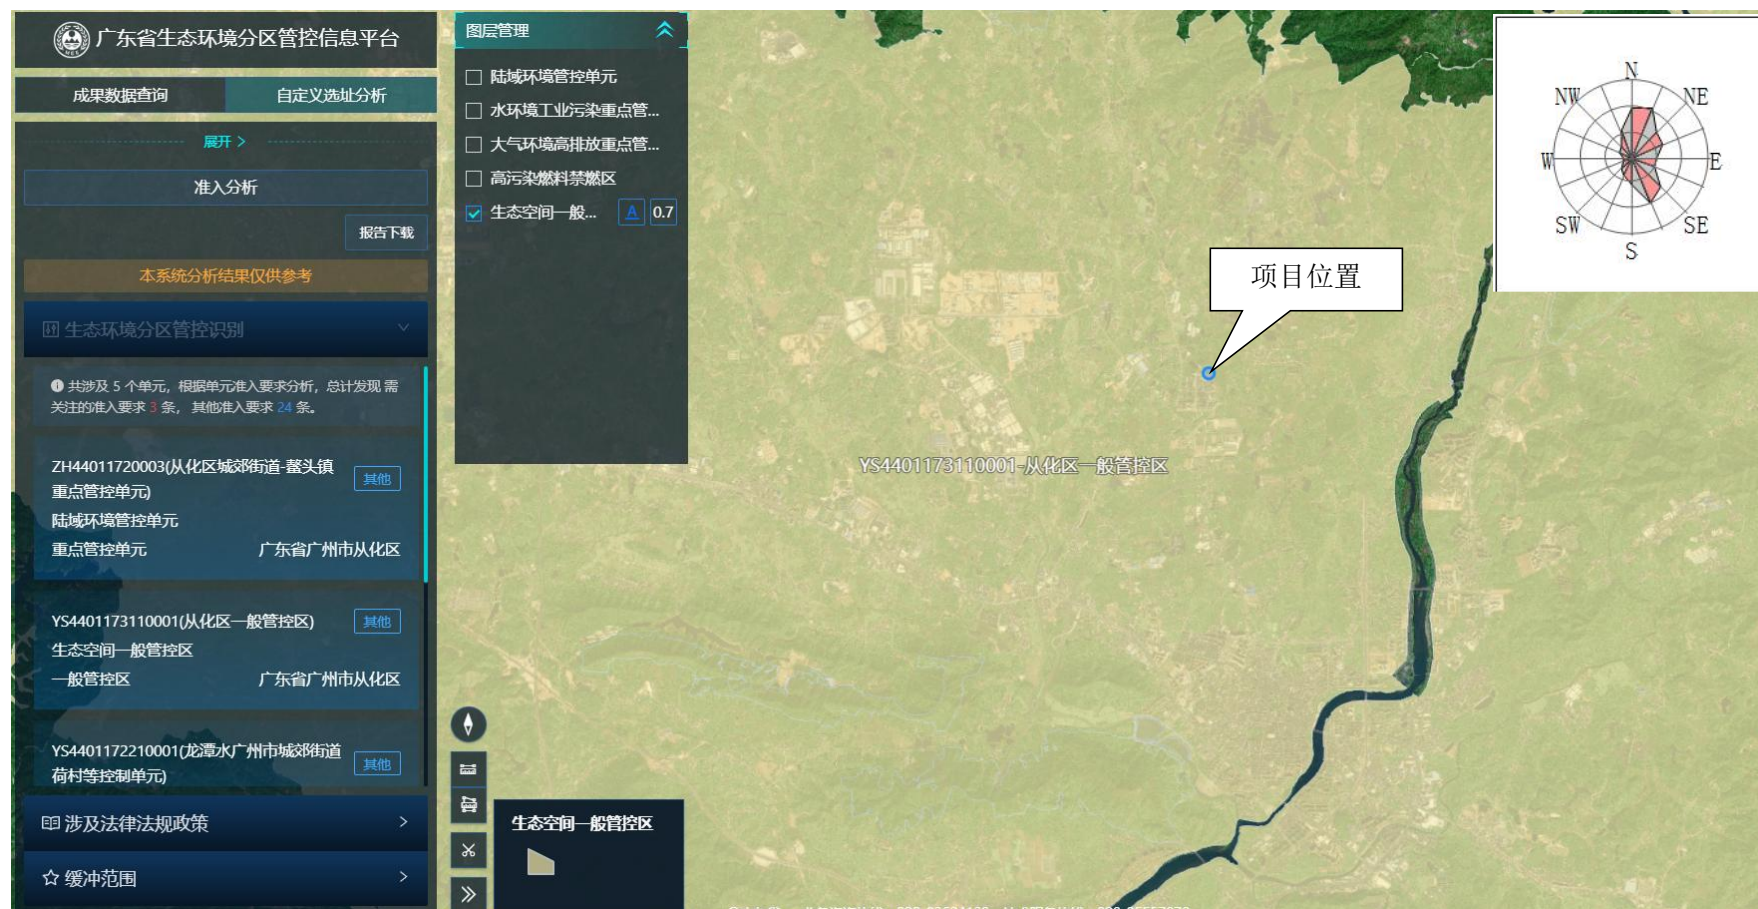 广东省生态环境分区管控信息平台
成果数据查询
自定义选址分析
展开 >
准入分析
报告下载
本系统分析结果仅供参考
生态环境分区管控识别
共涉及 5 个单元，根据单元准入要求分析，总计发现 需
关注的准入要求 3 条， 其他准入要求 24 条。
ZH44011720003(从化区城郊街道-鳌头镇
重点管控单元)
其他
陆域环境管控单元
重点管控单元
广东省广州市从化区
YS4401173110001(从化区一般管控区)
其他
生态空间一般管控区
一般管控区
广东省广州市从化区
YS4401172210001(龙潭水广州市城郊街道
荷村等控制单元)
其他
涉及法律法规政策
缓冲范围
图层管理
陆域环境管控单元
水环境工业污染重点管...
大气环境高排放重点管...
高污染燃料禁燃区
生态空间一般...
A
0.7
项目位置
YS4401173110001-从化区一般管控区
生态空间一般管控区
N
NW
NE
W
E
SW
SE
S